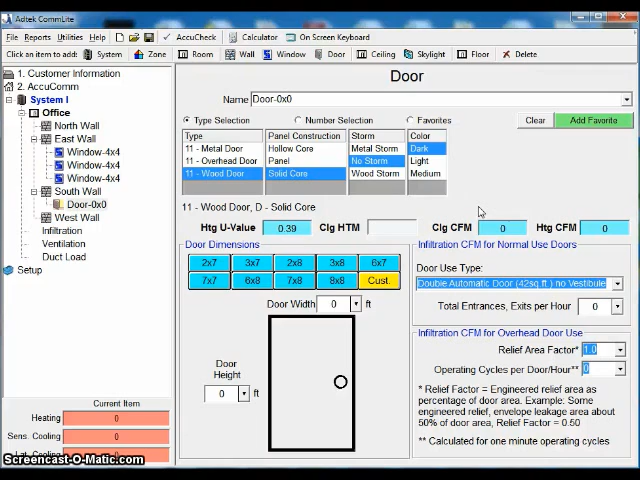 Adtek CommLite
File Reports Utilities Exit AccuCheck Calculator On Screen Keyboard
Click an item to add: System Zone Room Wall Window Door Ceiling Skylight Floor Delete
1. Customer Information
2. AccuComm
System I
Office
North Wall
East Wall
Window-4x4
Window-4x4
Window-4x4
South Wall
Door-0x0
West Wall
Infiltration
Ventilation
Duct Load
Setup
Current Item
Heating 0
Sens. Cooling 0
Lat. Cooling 0
Door
Name Door-0x0
Type Selection Number Selection Favorites Clear Add Favorite
Type Panel Construction Storm Color
11 - Metal Door Hollow Core Metal Storm Dark
11 - Overhead Door Panel No Storm Light
11 - Wood Door Solid Core Wood Storm Medium
11 - Wood Door, D - Solid Core
Htg U-Value 0.39 Clg HTM Clg CFM 0 Htg CFM 0
Door Dimensions
2x7 3x7 2x8 3x8 6x7
7x7 6x8 7x8 8x8 Cust.
Door Width 0 ft
Door Height 0 ft
Infiltration CFM for Normal Use Doors
Door Use Type:
Double Automatic Door (42sq.ft.) no Vestibule
Total Entrances, Exits per Hour 0
Infiltration CFM for Overhead Door Use
Relief Area Factor* 1.0
Operating Cycles per Door/Hour** 0
* Relief Factor = Engineered relief area as
percentage of door area. Example: Some
engineered relief, envelope leakage area about
50% of door area, Relief Factor = 0.50
** Calculated for one minute operating cycles
Screencast-O-Matic.com